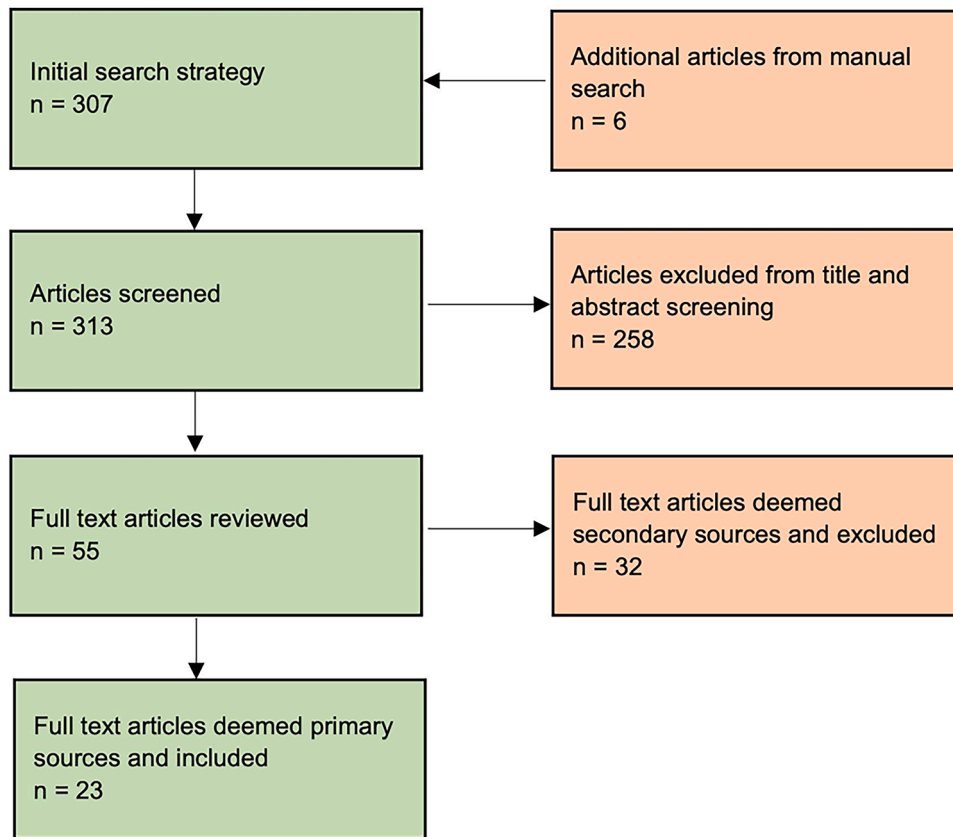 Initial search strategy
n = 307
Additional articles from manual
search
n = 6
Articles screened
n = 313
Articles excluded from title and
abstract screening
n = 258
Full text articles reviewed
n = 55
Full text articles deemed
secondary sources and excluded
n = 32
Full text articles deemed primary
sources and included
n = 23